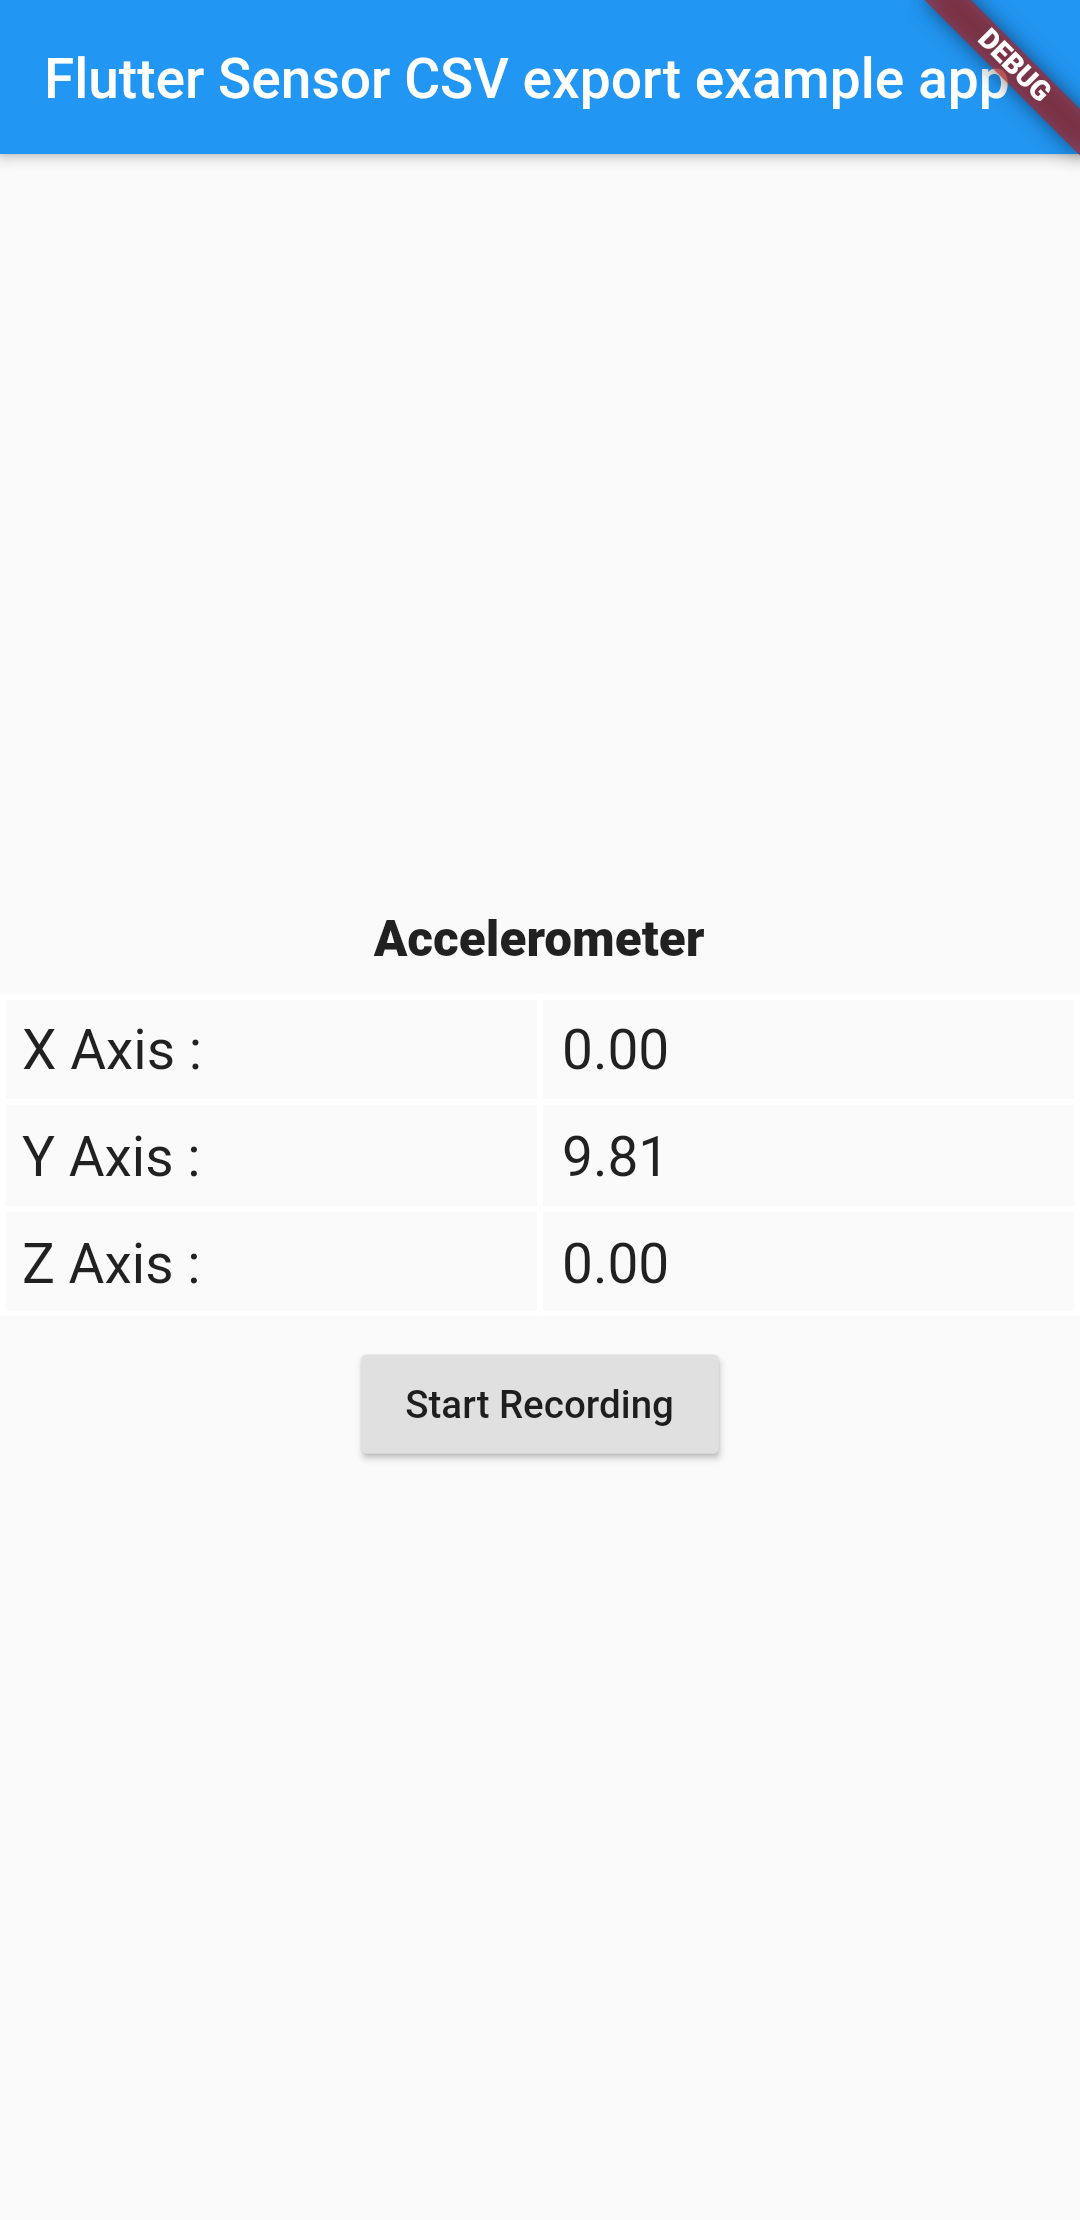 Flutter Sensor CSV export example app
DEBUG
Accelerometer
X Axis : 0.00
Y Axis : 9.81
Z Axis : 0.00
Start Recording